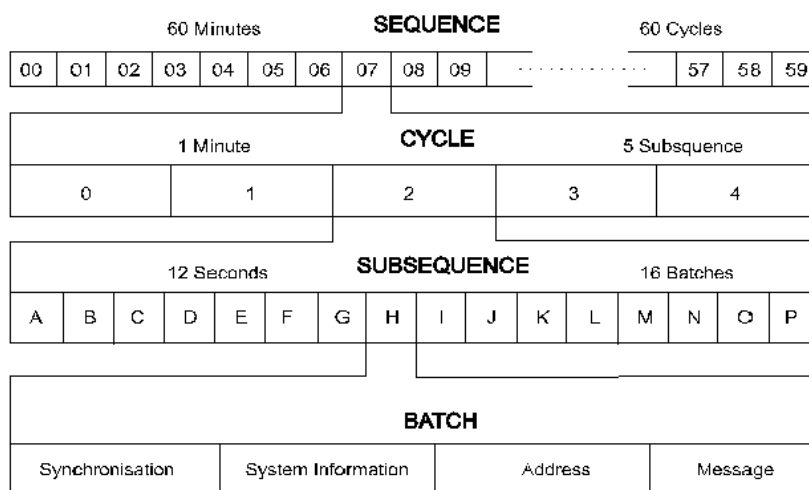 60 Minutes SEQUENCE 60 Cycles
00 01 02 03 04 05 06 07 08 09 57 58 59
1 Minute CYCLE 5 Subsquence
0 1 2 3 4
12 Seconds SUBSEQUENCE 16 Batches
A B C D E F G H I J K L M N O P
BATCH
Synchronisation System Information Address Message